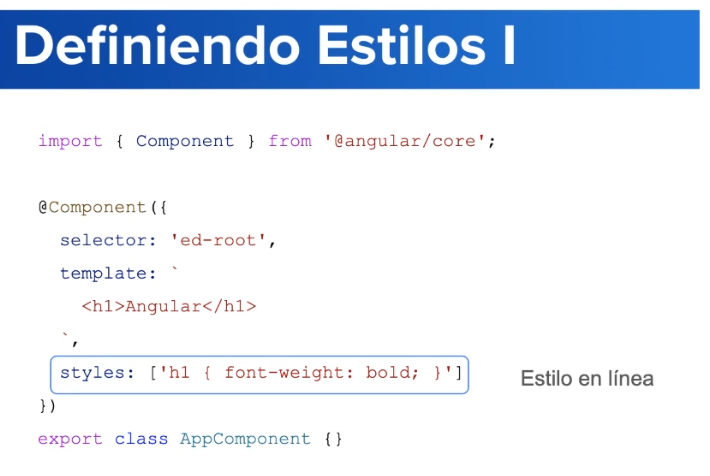 Definiendo Estilos I
import { Component } from '@angular/core';
@Component({
selector: 'ed-root',
template: `
<h1>Angular</h1>
`,
styles: ['h1 { font-weight: bold; }']
Estilo en línea
})
export class AppComponent {}